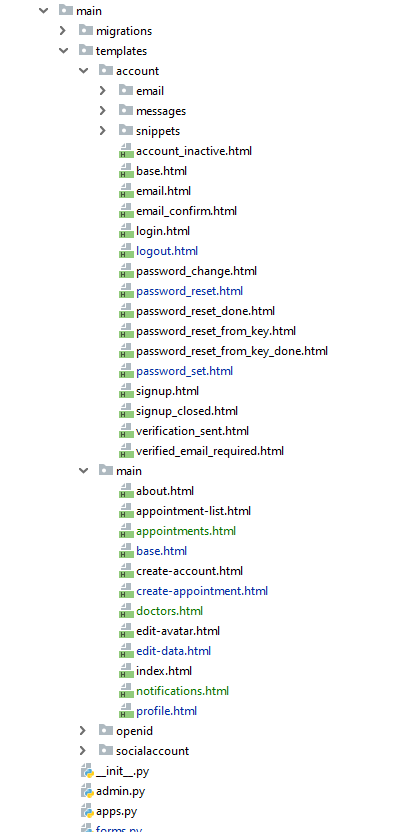 main
migrations
templates
account
email
messages
snippets
account_inactive.html
base.html
email.html
email_confirm.html
login.html
logout.html
password_change.html
password_reset.html
password_reset_done.html
password_reset_from_key.html
password_reset_from_key_done.html
password_set.html
signup.html
signup_closed.html
verification_sent.html
verified_email_required.html
main
about.html
appointment-list.html
appointments.html
base.html
create-account.html
create-appointment.html
doctors.html
edit-avatar.html
edit-data.html
index.html
notifications.html
profile.html
openid
socialaccount
__init__.py
admin.py
apps.py
forms.py